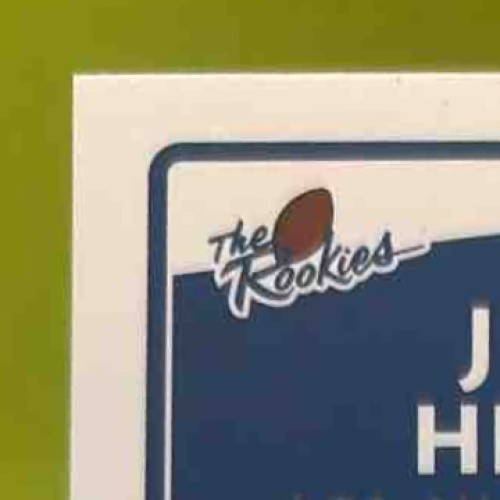 The
Rookies
J
H